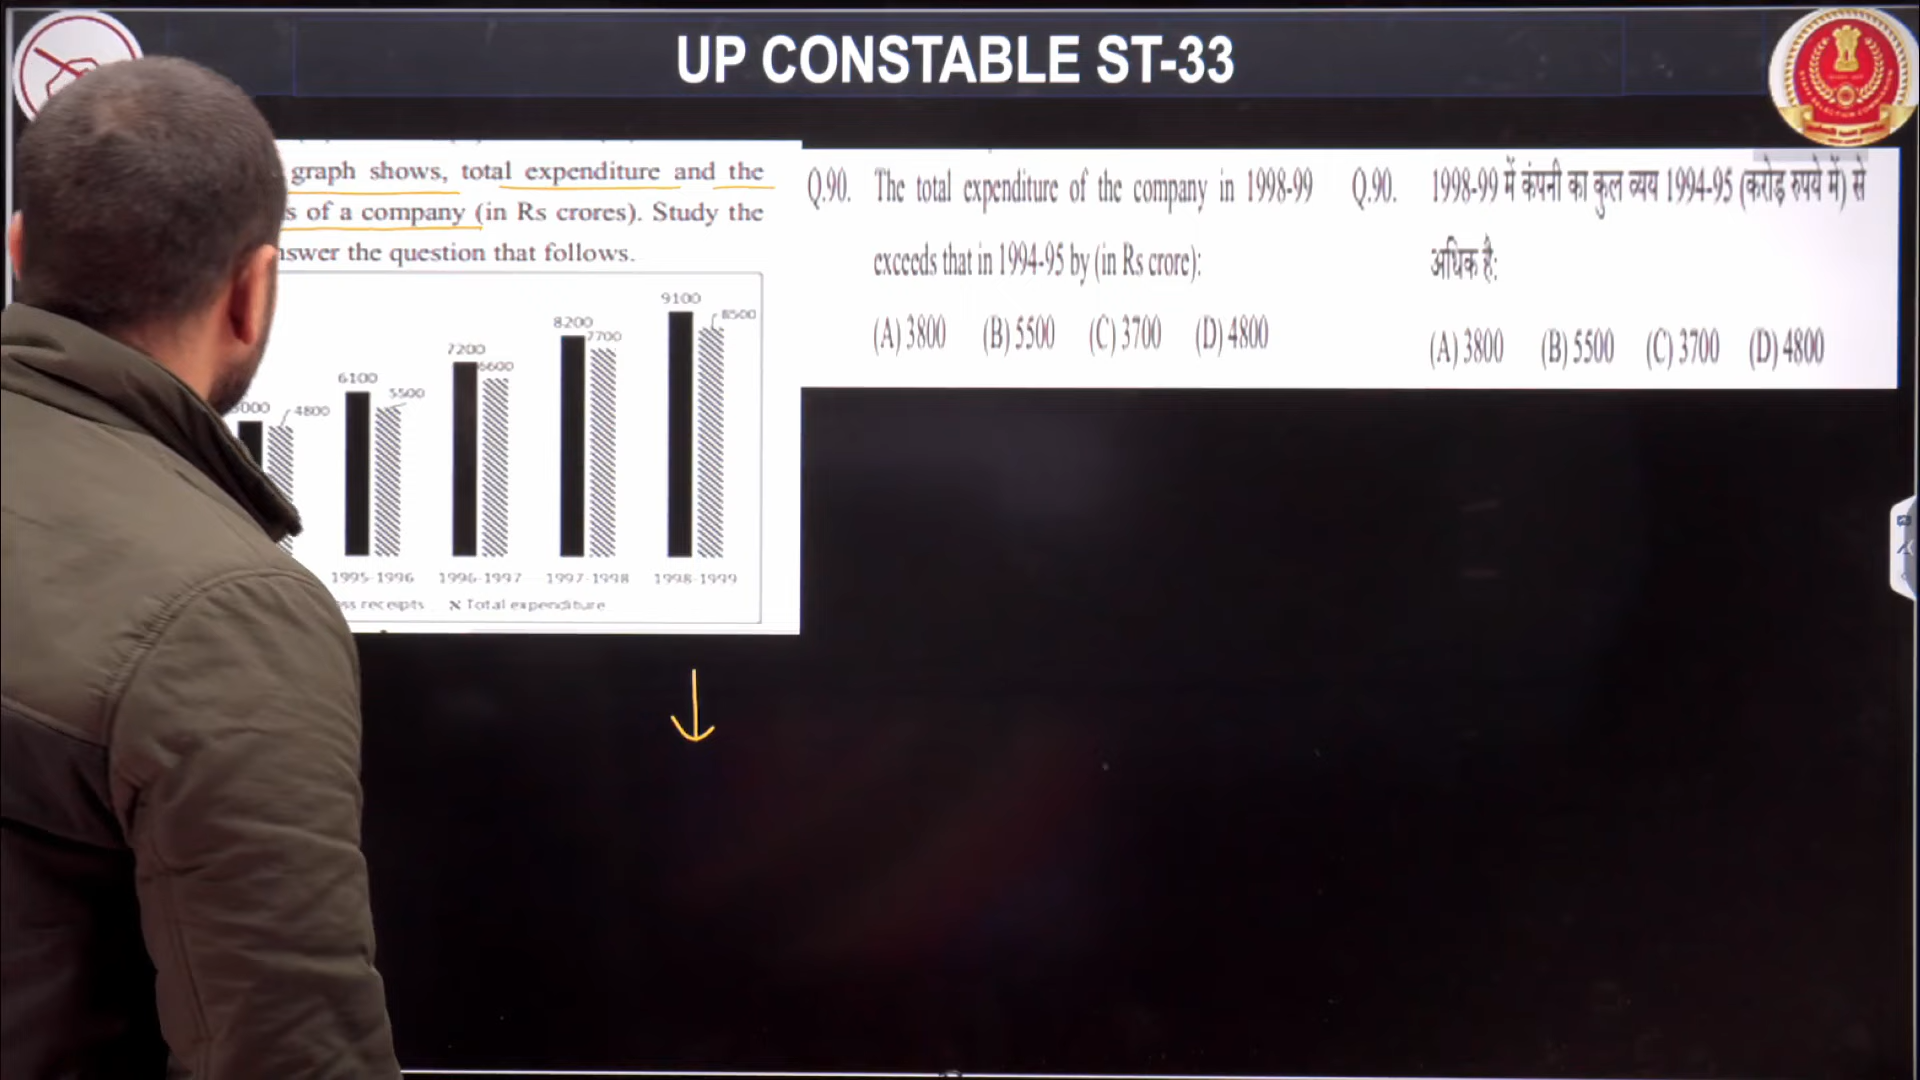 UP CONSTABLE ST-33
graph shows, total expenditure and the
s of a company (in Rs crores). Study the
nswer the question that follows.
9100
8500
8200
7700
7200
6600
6100
5500
4800
1995-1996 1996-1997 1997-1998 1998-1999
ss receipts Total expenditure
Q.90. The total expenditure of the company in 1998-99
exceeds that in 1994-95 by (in Rs crore):
(A) 3800 (B) 5500 (C) 3700 (D) 4800
Q.90. 1998-99 में कंपनी का कुल व्यय 1994-95 (करोड़ रुपये में) से
अधिक है:
(A) 3800 (B) 5500 (C) 3700 (D) 4800